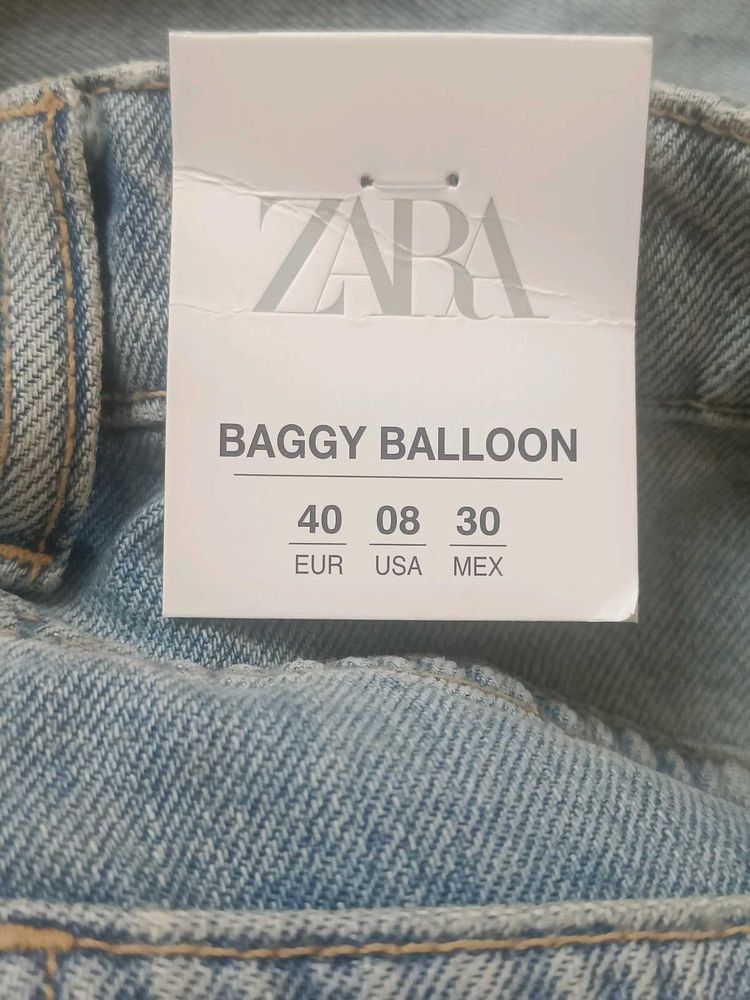 ZARA
BAGGY BALLOON
40 08 30
EUR USA MEX